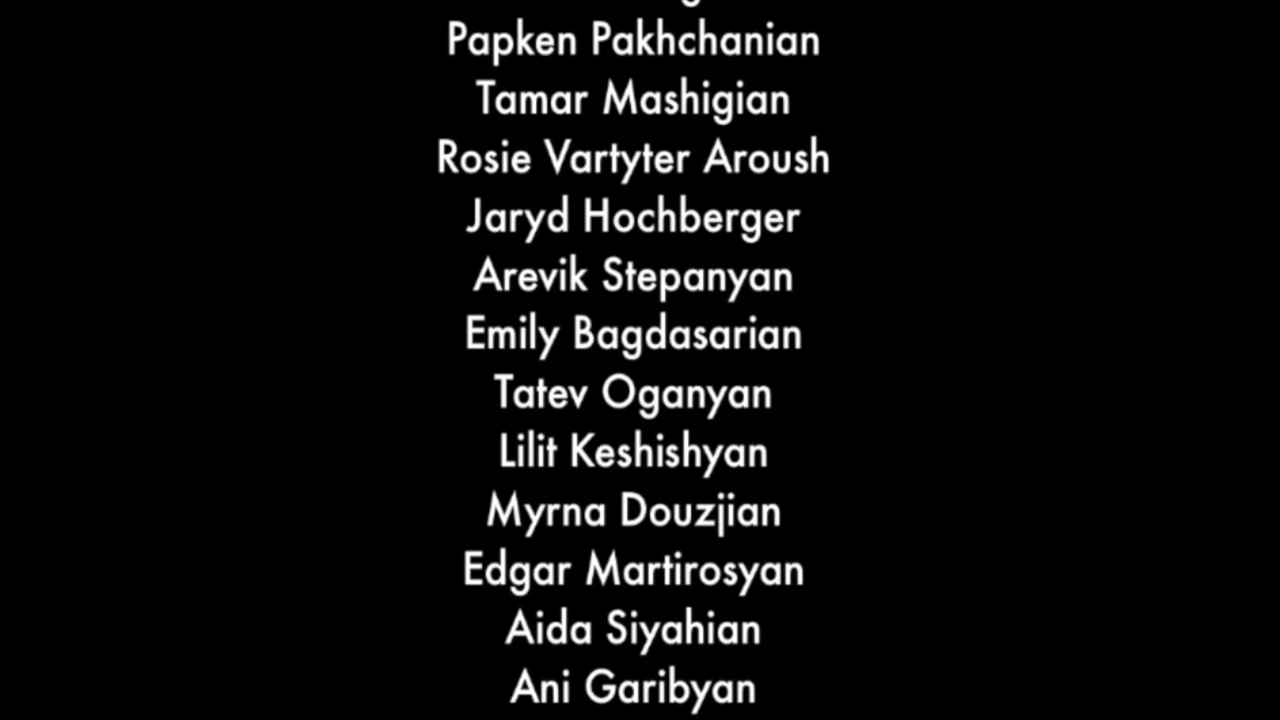 Papken Pakhchanian
Tamar Mashigian
Rosie Vartyter Aroush
Jaryd Hochberger
Arevik Stepanyan
Emily Bagdasarian
Tatev Oganyan
Lilit Keshishyan
Myrna Douzjian
Edgar Martirosyan
Aida Siyahian
Ani Garibyan